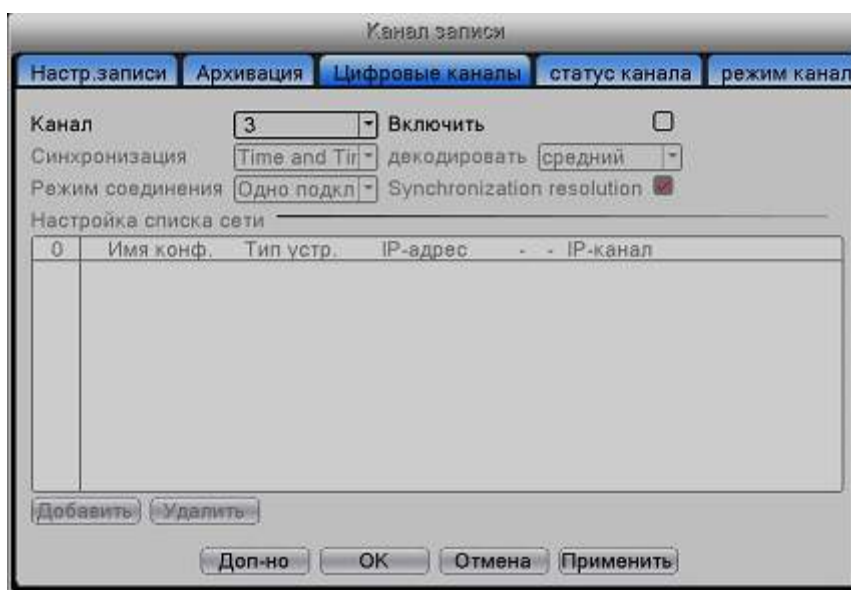 Канал записи
Настр.записи Архивация Цифровые каналы статус канала режим канал
Канал 3 Включить
Синхронизация Time and Tir декодировать средний
Режим соединения Одно подкл Synchronization resolution
Настройка списка сети
0 Имя конф. Тип устр. IP-адрес - - IP-канал
Добавить Удалить
Доп-но OK Отмена Применить